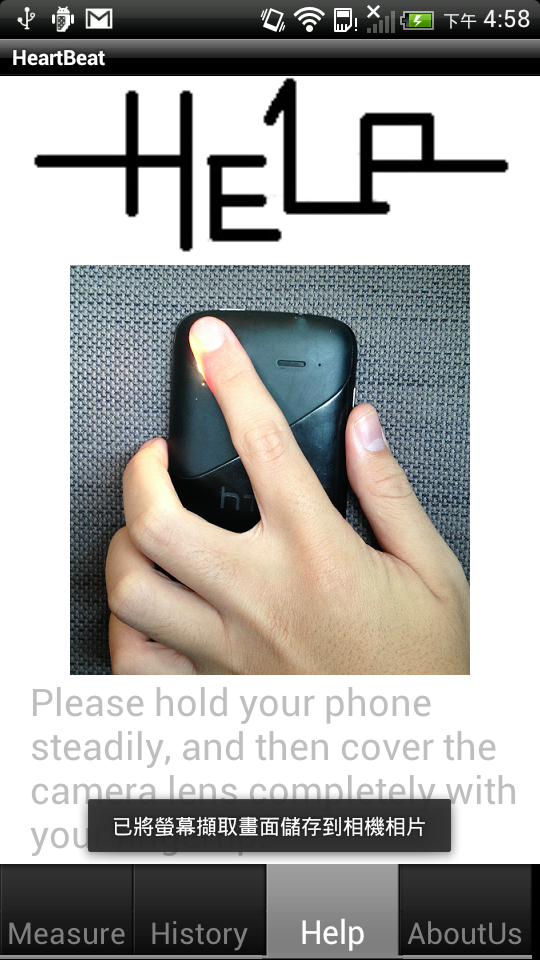 下午 4:58
HeartBeat
HELP
Please hold your phone
steadily, and then cover the
camera lens completely with
已將螢幕擷取畫面儲存到相機相片
Measure History Help AboutUs